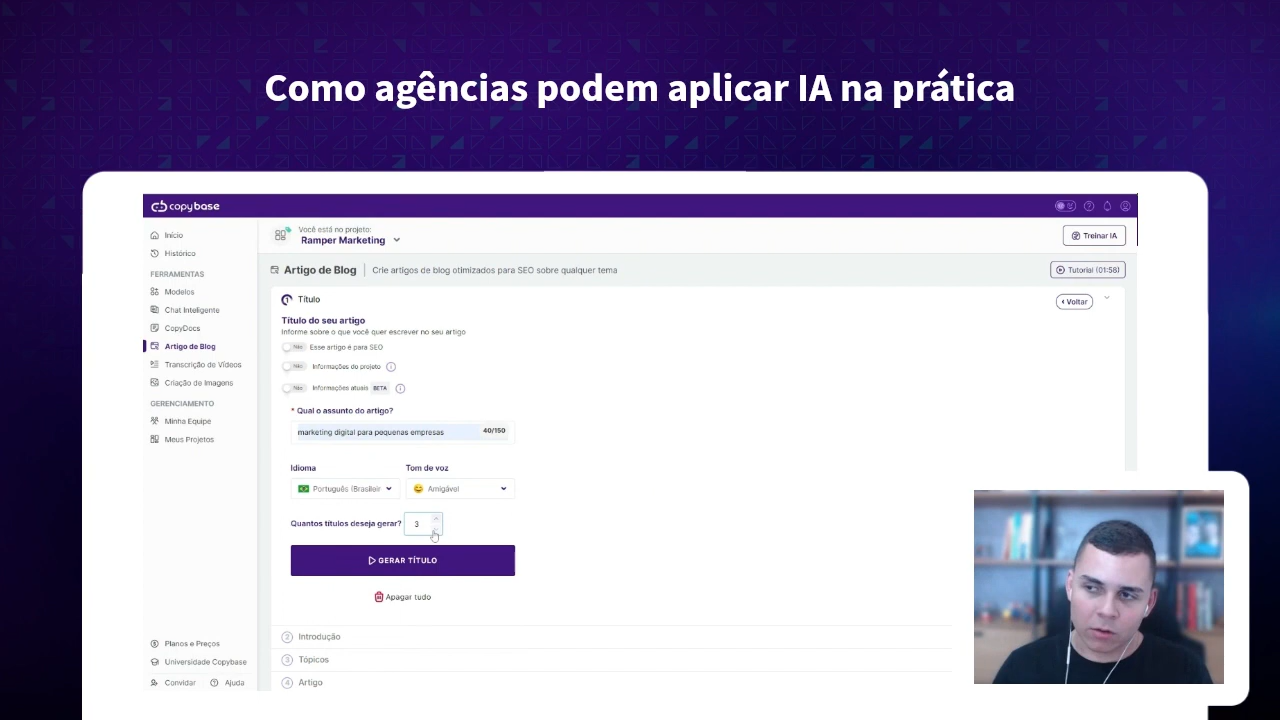 Como agências podem aplicar IA na prática
copybase
Início
Histórico
FERRAMENTAS
Modelos
Chat Inteligente
CopyDocs
Artigo de Blog
Transcrição de Vídeos
Criação de Imagens
GERENCIAMENTO
Minha Equipe
Meus Projetos
Planos e Preços
Universidade Copybase
Convidar
Ajuda
Você está no projeto:
Ramper Marketing
Treinar IA
Artigo de Blog | Crie artigos de blog otimizados para SEO sobre qualquer tema
Tutorial (01:58)
1 Título
Voltar
Título do seu artigo
Informe sobre o que você quer escrever no seu artigo
Não Esse artigo é para SEO
Não Informações do projeto
Não Informações atuais BETA
* Qual o assunto do artigo?
marketing digital para pequenas empresas 40/150
Idioma Tom de voz
Português (Brasileir Amigável
Quantos títulos deseja gerar? 3
GERAR TÍTULO
Apagar tudo
2 Introdução
3 Tópicos
4 Artigo